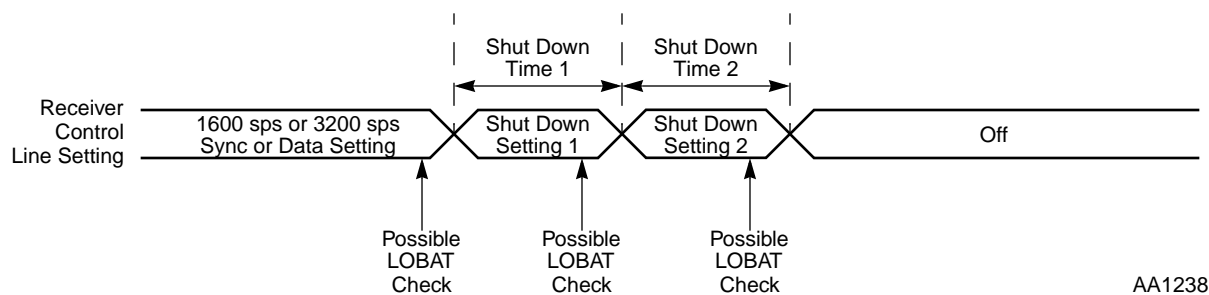 Shut Down
Time 1
Shut Down
Time 2
Receiver
Control
Line Setting
1600 sps or 3200 sps
Sync or Data Setting
Shut Down
Setting 1
Shut Down
Setting 2
Off
Possible
LOBAT
Check
Possible
LOBAT
Check
Possible
LOBAT
Check
AA1238